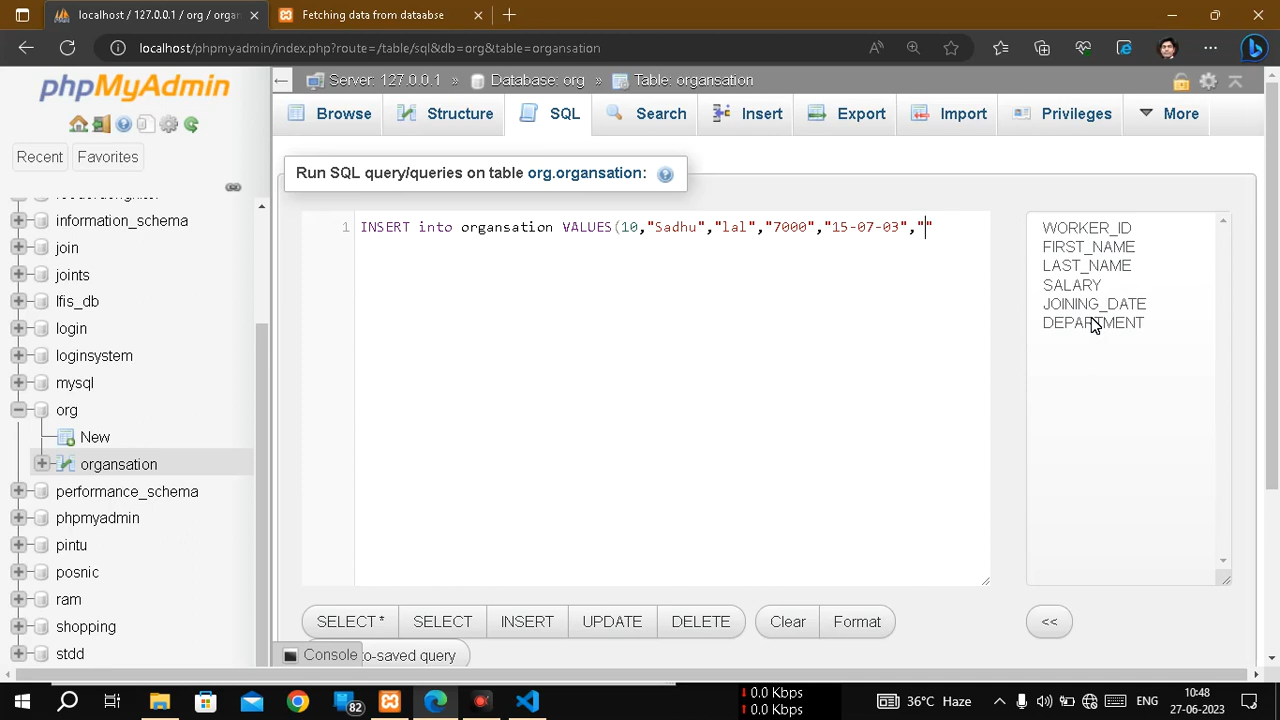 localhost / 127.0.0.1 / org / organ
Fetching data from dataabse
localhost/phpmyadmin/index.php?route=/table/sql&db=org&table=organsation
phpMyAdmin
Server: 127.0.0.1 » Database: org » Table: organsation
Browse Structure SQL Search Insert Export Import Privileges More
Recent Favorites
Run SQL query/queries on table org.organsation:
information_schema
join
joints
lfis_db
login
loginsystem
mysql
org
New
organsation
performance_schema
phpmyadmin
pintu
posnic
ram
shopping
stdd
1 INSERT into organsation VALUES(10,"Sadhu","lal","7000","15-07-03",""
WORKER_ID
FIRST_NAME
LAST_NAME
SALARY
JOINING_DATE
DEPARTMENT
SELECT * SELECT INSERT UPDATE DELETE Clear Format <<
Console o-saved query
82
↓ 0.0 Kbps
↑ 0.0 Kbps
36°C Haze
ENG
10:48
27-06-2023